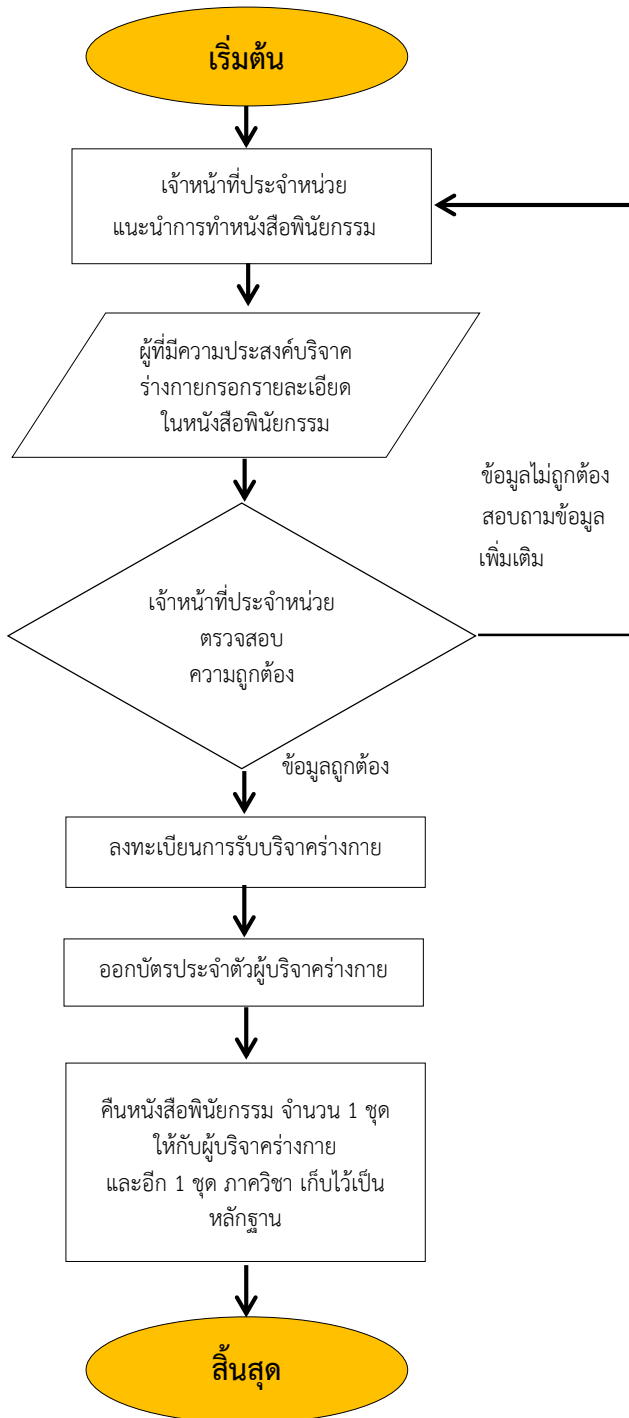 เริ่มต้น
เจ้าหน้าที่ประจำหน่วย
แนะนำการทำหนังสือพินัยกรรม
ผู้ที่มีความประสงค์บริจาค
ร่างกายกรอกรายละเอียด
ในหนังสือพินัยกรรม
ข้อมูลไม่ถูกต้อง
สอบถามข้อมูล
เพิ่มเติม
เจ้าหน้าที่ประจำหน่วย
ตรวจสอบ
ความถูกต้อง
ข้อมูลถูกต้อง
ลงทะเบียนการรับบริจาคร่างกาย
ออกบัตรประจำตัวผู้บริจาคร่างกาย
คืนหนังสือพินัยกรรม จำนวน 1 ชุด
ให้กับผู้บริจาคร่างกาย
และอีก 1 ชุด ภาควิชา เก็บไว้เป็น
หลักฐาน
สิ้นสุด